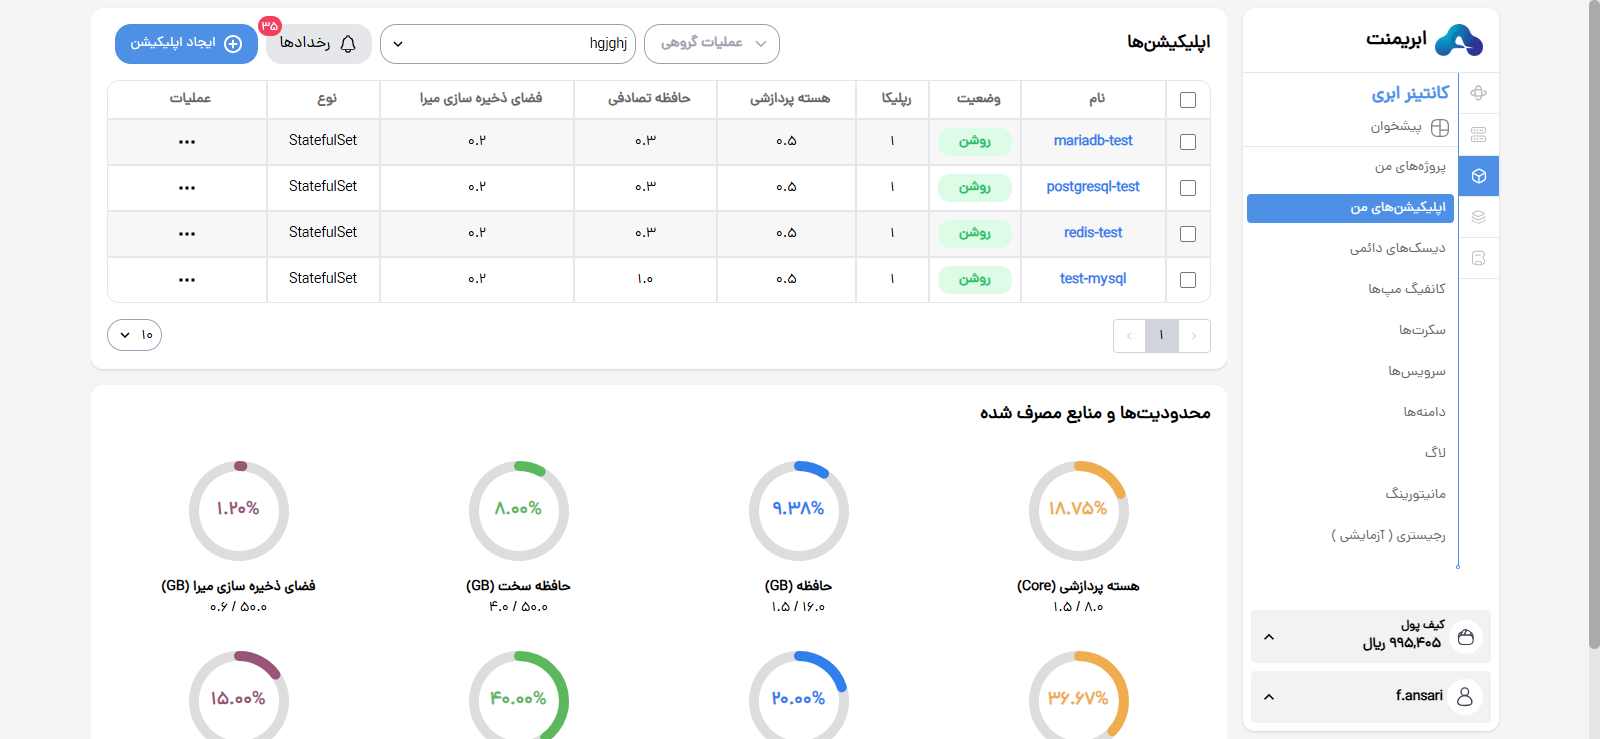 ابریمنت
کانتینر ابری
پیشخوان
پروژه‌های من
اپلیکیشن‌های من
دیسک‌های دائمی
کانفیگ مپ‌ها
سکرت‌ها
سرویس‌ها
دامنه‌ها
لاگ
مانیتورینگ
رجیستری ( آزمایشی )
کیف پول
۹۹۵,۴۰۵ ریال
f.ansari
اپلیکیشن‌ها
عملیات گروهی
hgjghj
رخدادها
۳۵
ایجاد اپلیکیشن
نام وضعیت رپلیکا هسته پردازشی حافظه تصادفی فضای ذخیره سازی میرا نوع عملیات
mariadb-test روشن ۱ ۰.۵ ۰.۳ ۰.۲ StatefulSet ...
postgresql-test روشن ۱ ۰.۵ ۰.۳ ۰.۲ StatefulSet ...
redis-test روشن ۱ ۰.۵ ۰.۳ ۰.۲ StatefulSet ...
test-mysql روشن ۱ ۰.۵ ۱.۰ ۰.۲ StatefulSet ...
۱
۱۰
محدودیت‌ها و منابع مصرف شده
۱۸.۷۵% ۹.۳۸% ۸.۰۰% ۱.۲۰%
هسته پردازشی (Core) حافظه (GB) حافظه سخت (GB) فضای ذخیره سازی میرا (GB)
۱.۵ / ۸.۰ ۱.۵ / ۱۶.۰ ۴.۰ / ۵۰.۰ ۰.۶ / ۵۰.۰
۳۶.۶۷% ۲۰.۰۰% ۴۰.۰۰% ۱۵.۰۰%